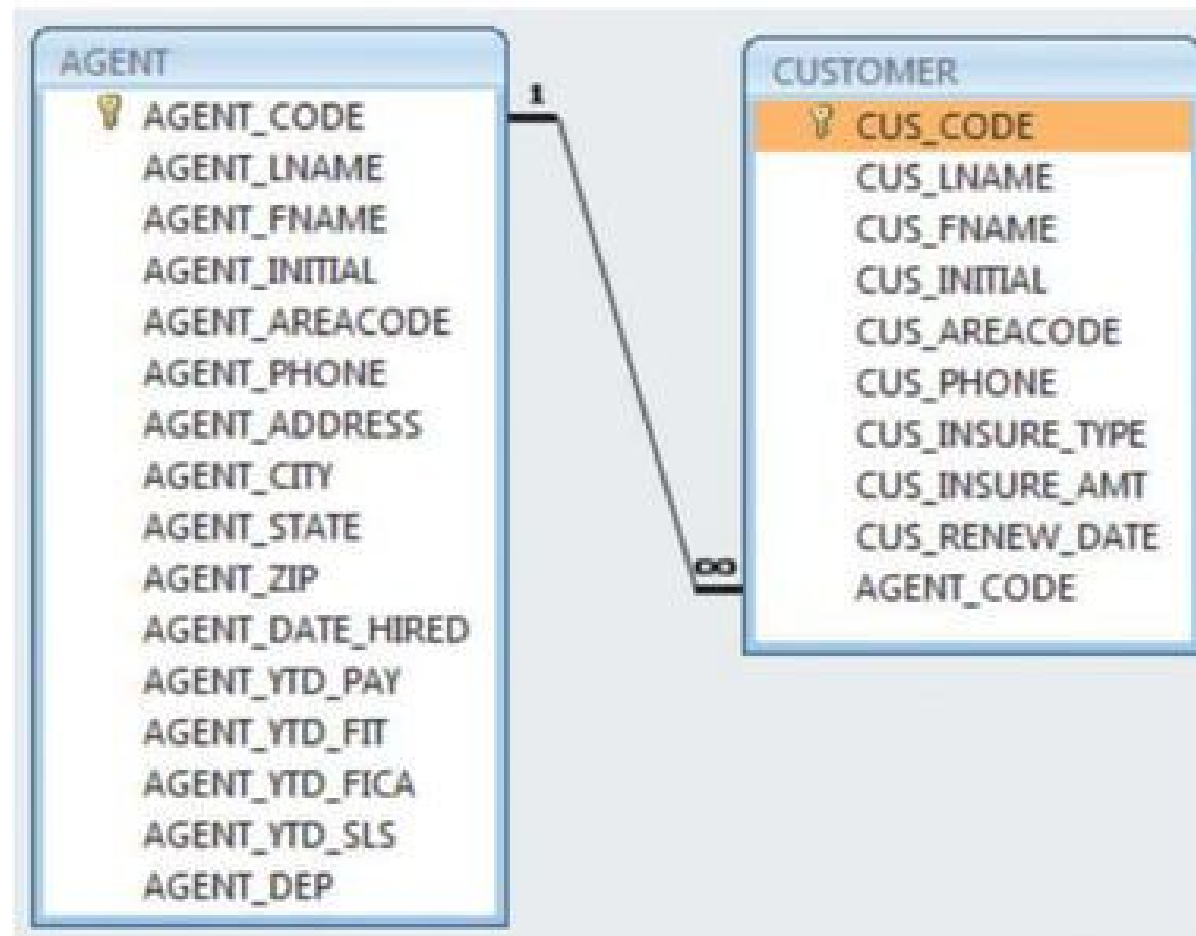 AGENT
AGENT_CODE
AGENT_LNAME
AGENT_FNAME
AGENT_INITIAL
AGENT_AREACODE
AGENT_PHONE
AGENT_ADDRESS
AGENT_CITY
AGENT_STATE
AGENT_ZIP
AGENT_DATE_HIRED
AGENT_YTD_PAY
AGENT_YTD_FIT
AGENT_YTD_FICA
AGENT_YTD_SLS
AGENT_DEP
1
∞
CUSTOMER
CUS_CODE
CUS_LNAME
CUS_FNAME
CUS_INITIAL
CUS_AREACODE
CUS_PHONE
CUS_INSURE_TYPE
CUS_INSURE_AMT
CUS_RENEW_DATE
AGENT_CODE